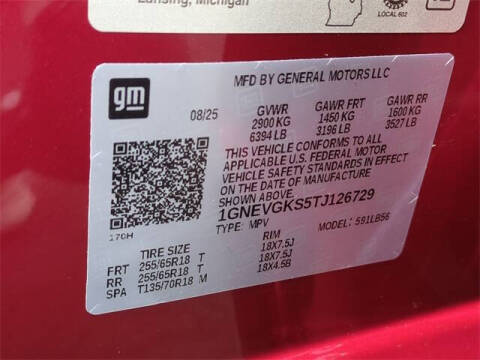 Lansing, Michigan
LOCAL 602
gm
MFD BY GENERAL MOTORS LLC
08/25
GVWR GAWR FRT GAWR RR
2900 KG 1450 KG 1600 KG
6394 LB 3196 LB 3527 LB
THIS VEHICLE CONFORMS TO ALL
APPLICABLE U.S. FEDERAL MOTOR
VEHICLE SAFETY STANDARDS IN EFFECT
ON THE DATE OF MANUFACTURE SHOWN
ABOVE.
1GNEVGKS5TJ126729
170H
TYPE: MPV MODEL: 591LB56
TIRE SIZE RIM
FRT 255/65R18 T 18X7.5J
RR 255/65R18 T 18X7.5J
SPA T135/70R18 M 18X4.5B